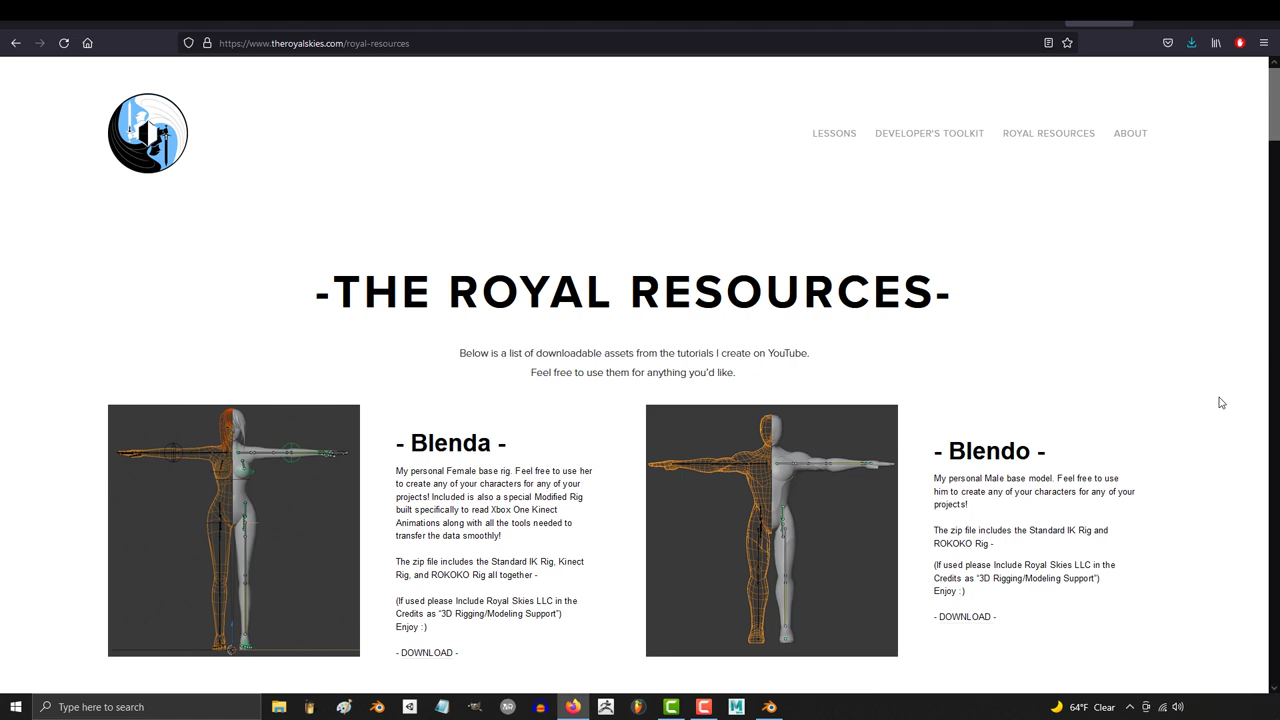 https://www.theroyalskies.com/royal-resources
LESSONS
DEVELOPER'S TOOLKIT
ROYAL RESOURCES
ABOUT
-THE ROYAL RESOURCES-
Below is a list of downloadable assets from the tutorials I create on YouTube.
Feel free to use them for anything you'd like.
- Blenda -
My personal Female base rig. Feel free to use her
to create any of your characters for any of your
projects! Included is also a special Modified Rig
built specifically to read Xbox One Kinect
Animations along with all the tools needed to
transfer the data smoothly!
The zip file includes the Standard IK Rig, Kinect
Rig, and ROKOKO Rig all together -
(If used please Include Royal Skies LLC in the
Credits as "3D Rigging/Modeling Support")
Enjoy :)
- DOWNLOAD -
- Blendo -
My personal Male base model. Feel free to use
him to create any of your characters for any of your
projects!
The zip file includes the Standard IK Rig and
ROKOKO Rig -
(If used please Include Royal Skies LLC in the
Credits as "3D Rigging/Modeling Support")
Enjoy :)
- DOWNLOAD -
Type here to search
64°F Clear